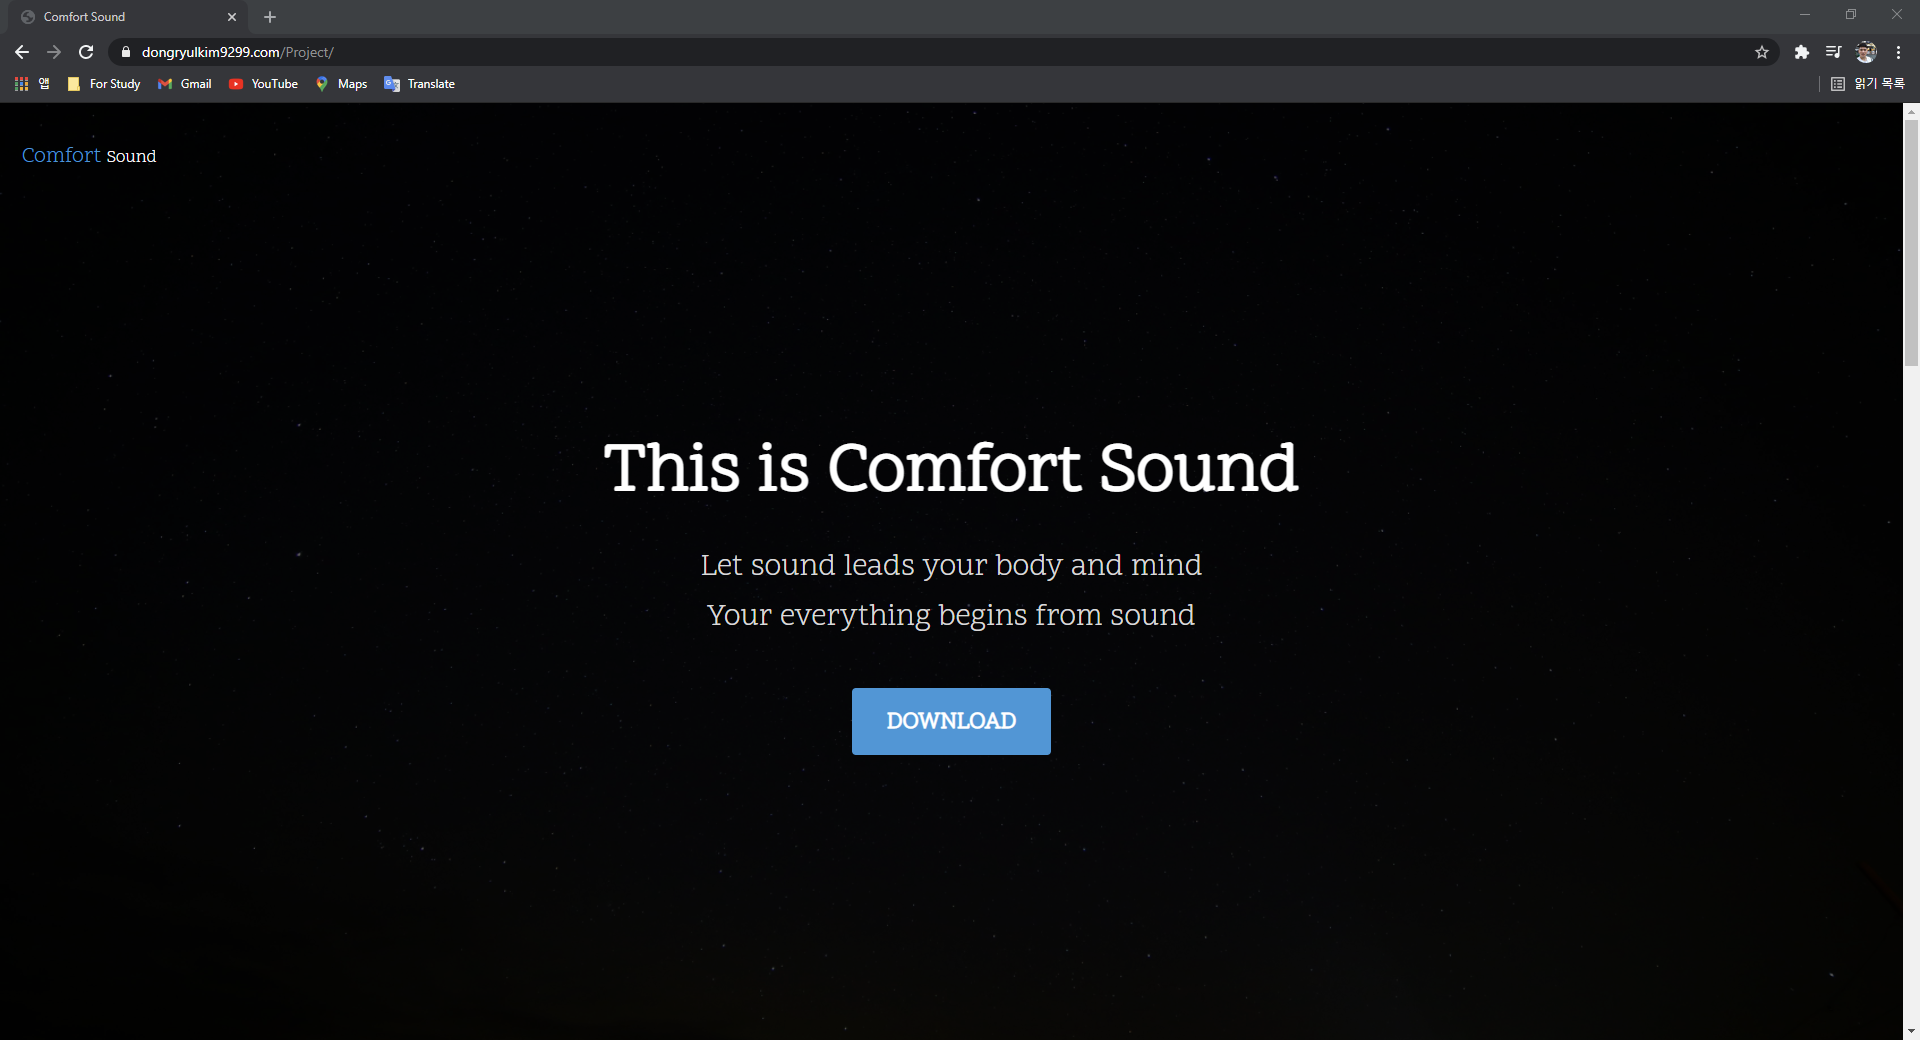 Comfort Sound
dongryulkim9299.com/Project/
앱 For Study Gmail YouTube Maps Translate 읽기 목록
Comfort Sound
This is Comfort Sound
Let sound leads your body and mind
Your everything begins from sound
DOWNLOAD